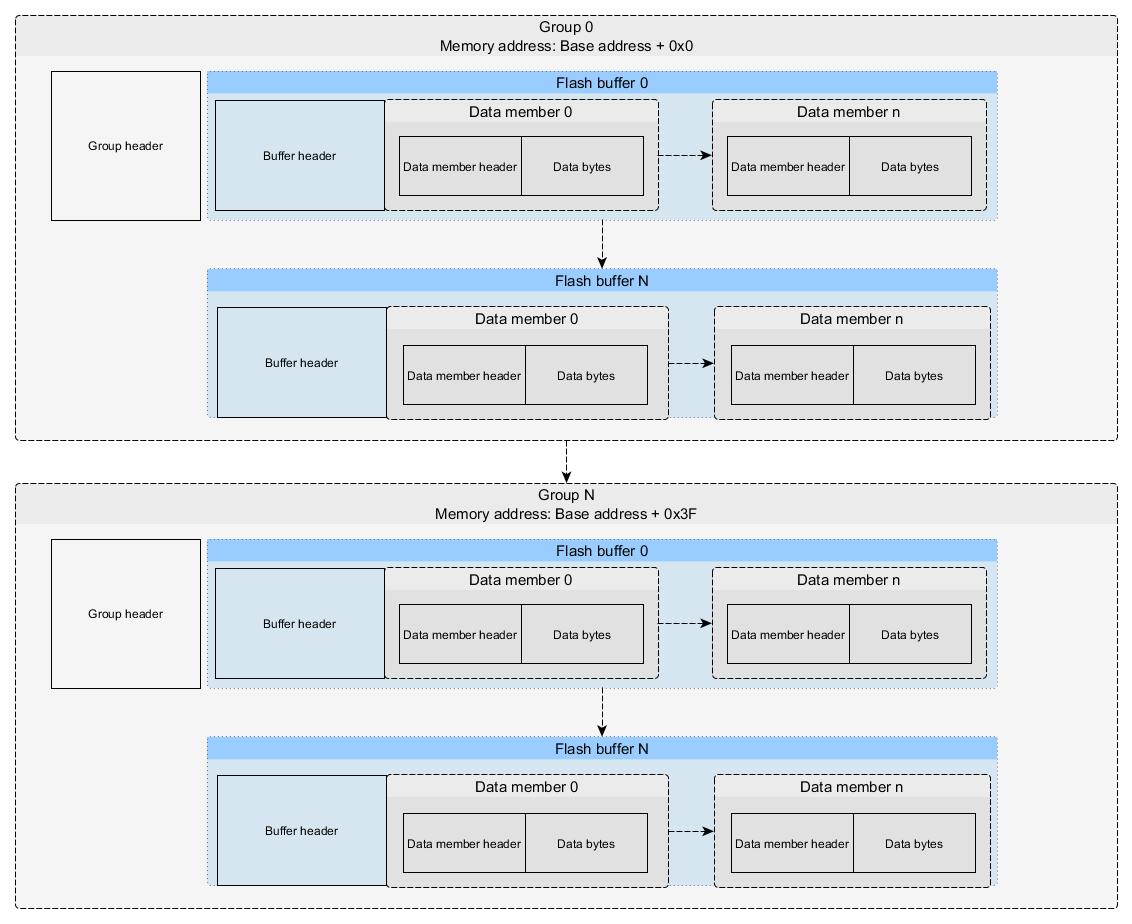 Group 0
Memory address: Base address + 0x0
Group header
Flash buffer 0
Buffer header
Data member 0
Data member header
Data bytes
Data member n
Data member header
Data bytes
Flash buffer N
Buffer header
Data member 0
Data member header
Data bytes
Data member n
Data member header
Data bytes
Group N
Memory address: Base address + 0x3F
Group header
Flash buffer 0
Buffer header
Data member 0
Data member header
Data bytes
Data member n
Data member header
Data bytes
Flash buffer N
Buffer header
Data member 0
Data member header
Data bytes
Data member n
Data member header
Data bytes